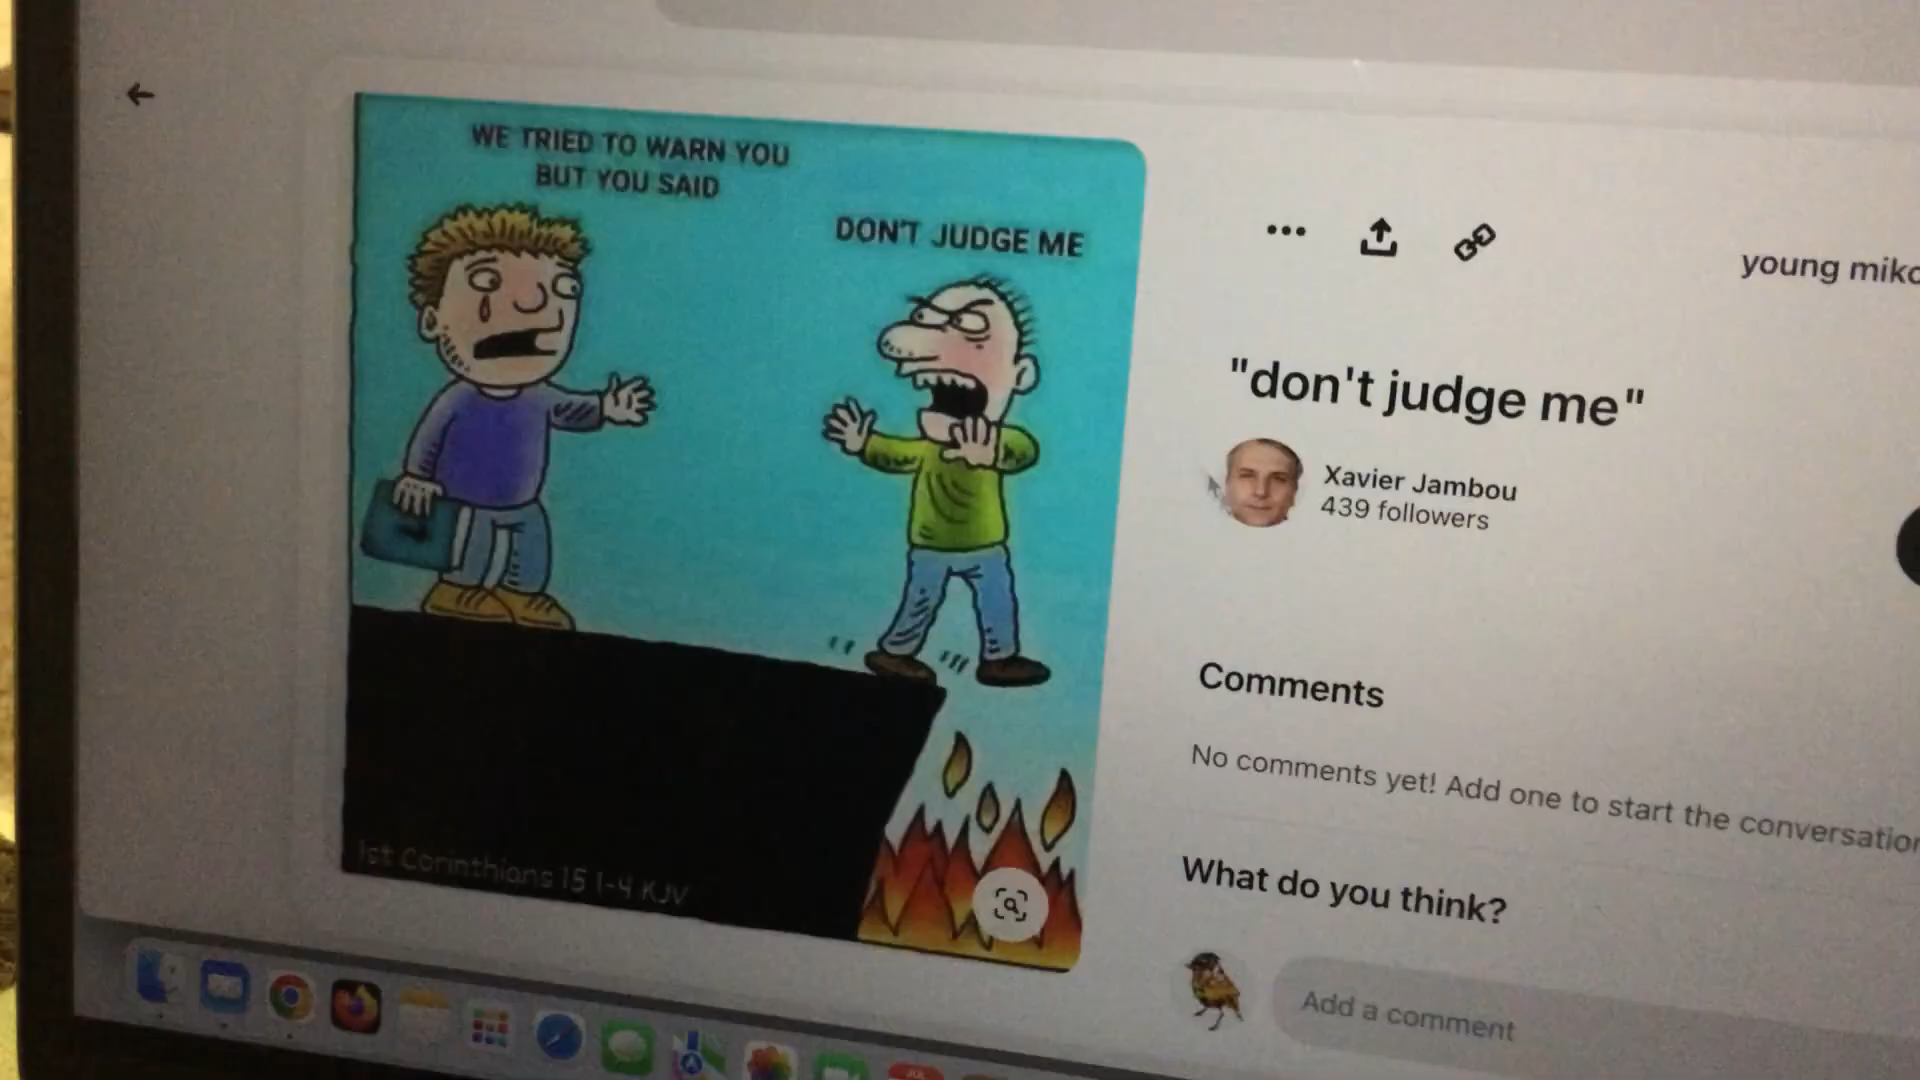 WE TRIED TO WARN YOU
BUT YOU SAID
DON'T JUDGE ME
1st Corinthians 15 1-4 KJV
young miko
"don't judge me"
Xavier Jambou
439 followers
Comments
No comments yet! Add one to start the conversation
What do you think?
Add a comment
JUL